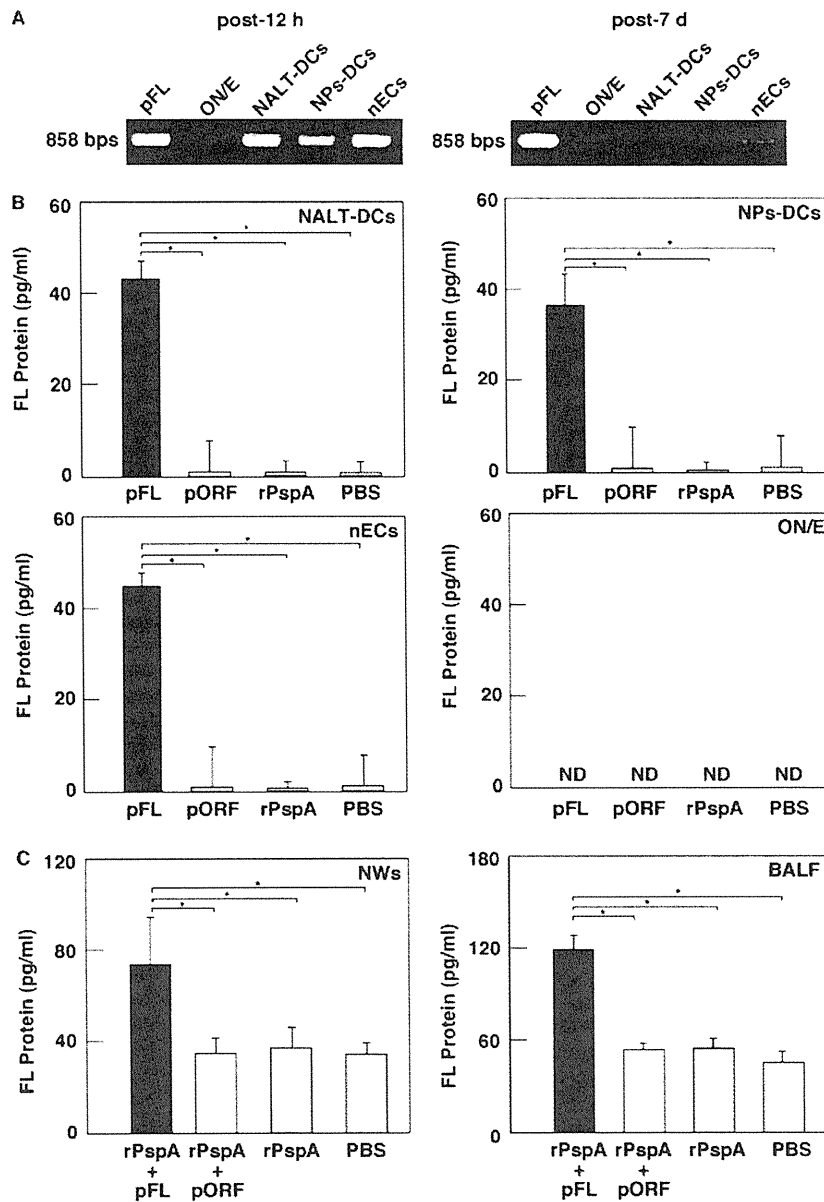 A
post-12 h
post-7 d
pFL ON/E NALT-DCs NPs-DCs nECs
pFL ON/E NALT-DCs NPs-DCs nECs
858 bps
858 bps
B
NALT-DCs
FL Protein (pg/ml)
60
40
20
0
* * *
pFL pORF rPspA PBS
NPs-DCs
FL Protein (pg/ml)
60
40
20
0
* * *
pFL pORF rPspA PBS
nECs
FL Protein (pg/ml)
60
40
20
0
* * *
pFL pORF rPspA PBS
ON/E
FL Protein (pg/ml)
60
40
20
0
ND ND ND ND
pFL pORF rPspA PBS
C
NWs
FL Protein (pg/ml)
120
80
40
0
* * *
rPspA + pFL rPspA + pORF rPspA PBS
BALF
FL Protein (pg/ml)
180
120
60
0
* * *
rPspA + pFL rPspA + pORF rPspA PBS